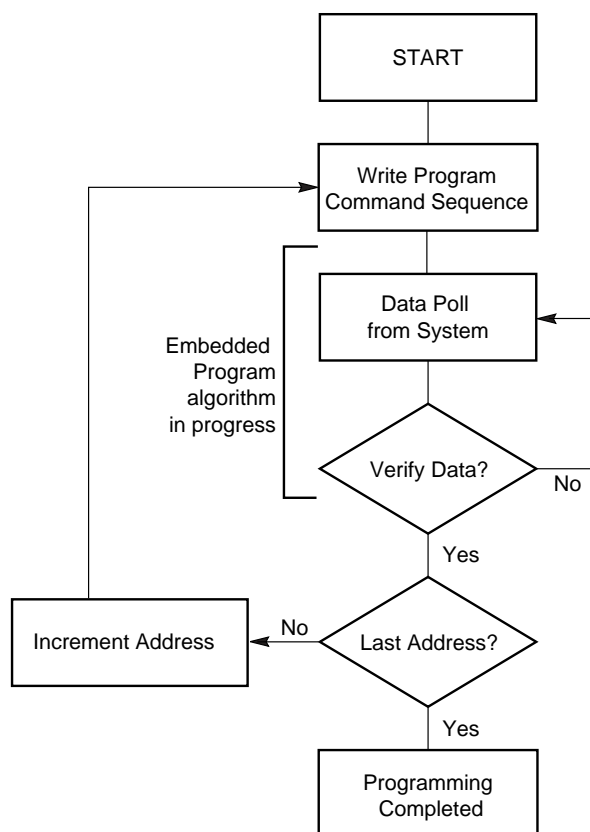 START
Write Program
Command Sequence
Data Poll
from System
Embedded
Program
algorithm
in progress
Verify Data?
No
Yes
Increment Address
No
Last Address?
Yes
Programming
Completed